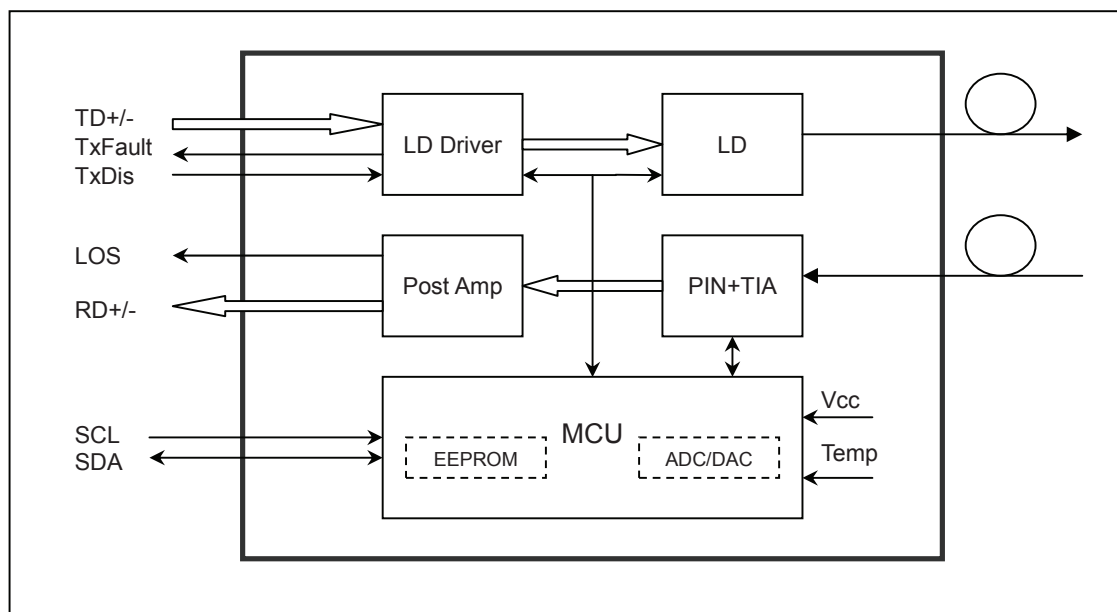 TD+/-
TxFault
TxDis
LD Driver
LD
LOS
RD+/-
Post Amp
PIN+TIA
SCL
SDA
MCU
EEPROM
ADC/DAC
Vcc
Temp